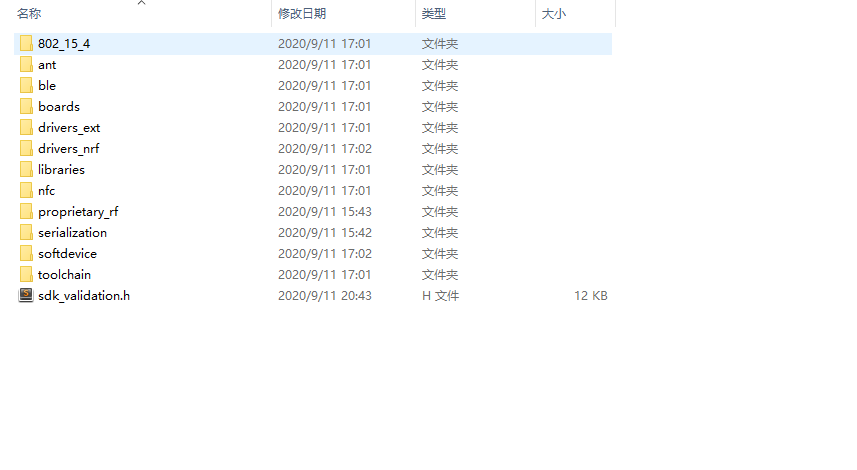 名称 修改日期 类型 大小
802_15_4 2020/9/11 17:01 文件夹
ant 2020/9/11 17:01 文件夹
ble 2020/9/11 17:01 文件夹
boards 2020/9/11 17:01 文件夹
drivers_ext 2020/9/11 17:01 文件夹
drivers_nrf 2020/9/11 17:02 文件夹
libraries 2020/9/11 17:01 文件夹
nfc 2020/9/11 17:01 文件夹
proprietary_rf 2020/9/11 15:43 文件夹
serialization 2020/9/11 15:42 文件夹
softdevice 2020/9/11 17:02 文件夹
toolchain 2020/9/11 17:01 文件夹
sdk_validation.h 2020/9/11 20:43 H 文件 12 KB